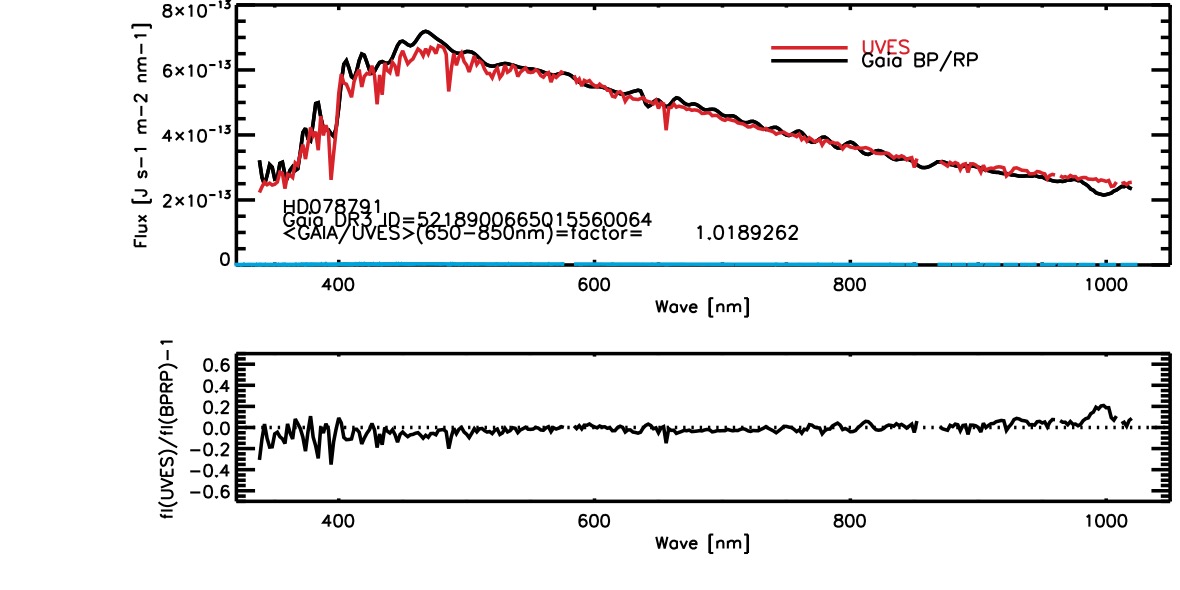 8×10−13
6×10−13
4×10−13
2×10−13
0
Flux [J s−1 m−2 nm−1]
UVES
Gaia BP/RP
HD078791
Gaia DR3 ID=5218900665015560064
<GAIA/UVES>(650−850nm)=factor= 1.0189262
400 600 800 1000
Wave [nm]
fl(UVES)/fl(BPRP)−1
0.6
0.4
0.2
0.0
−0.2
−0.4
−0.6
400 600 800 1000
Wave [nm]